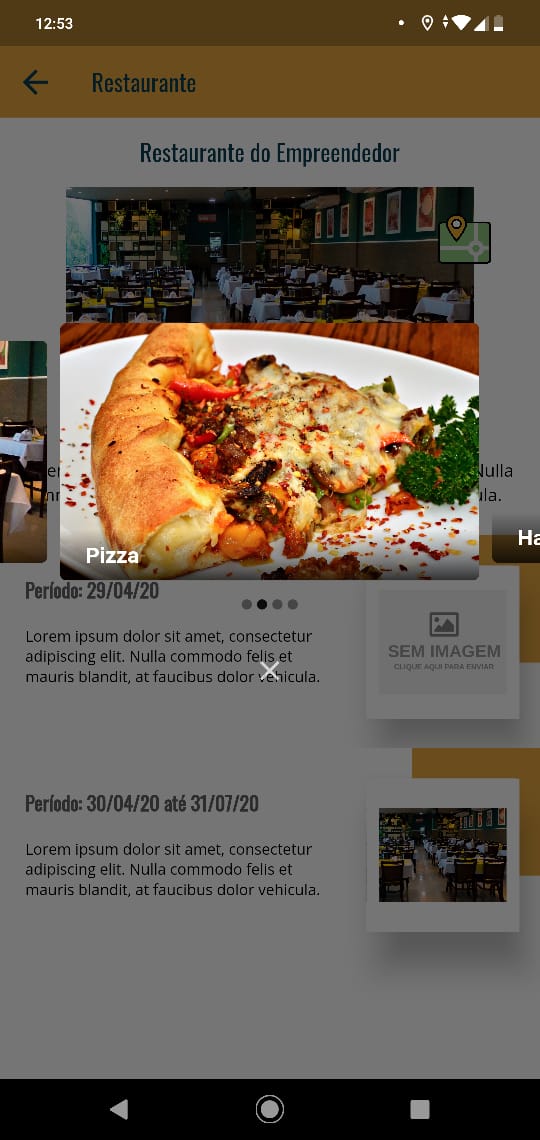 12:53
Restaurante
Restaurante do Empreendedor
Nulla
Pizza
Ha
Período: 29/04/20
Lorem ipsum dolor sit amet, consectetur
adipiscing elit. Nulla commodo felis et
mauris blandit, at faucibus dolor vehicula.
SEM IMAGEM
CLIQUE AQUI PARA ENVIAR
Período: 30/04/20 até 31/07/20
Lorem ipsum dolor sit amet, consectetur
adipiscing elit. Nulla commodo felis et
mauris blandit, at faucibus dolor vehicula.